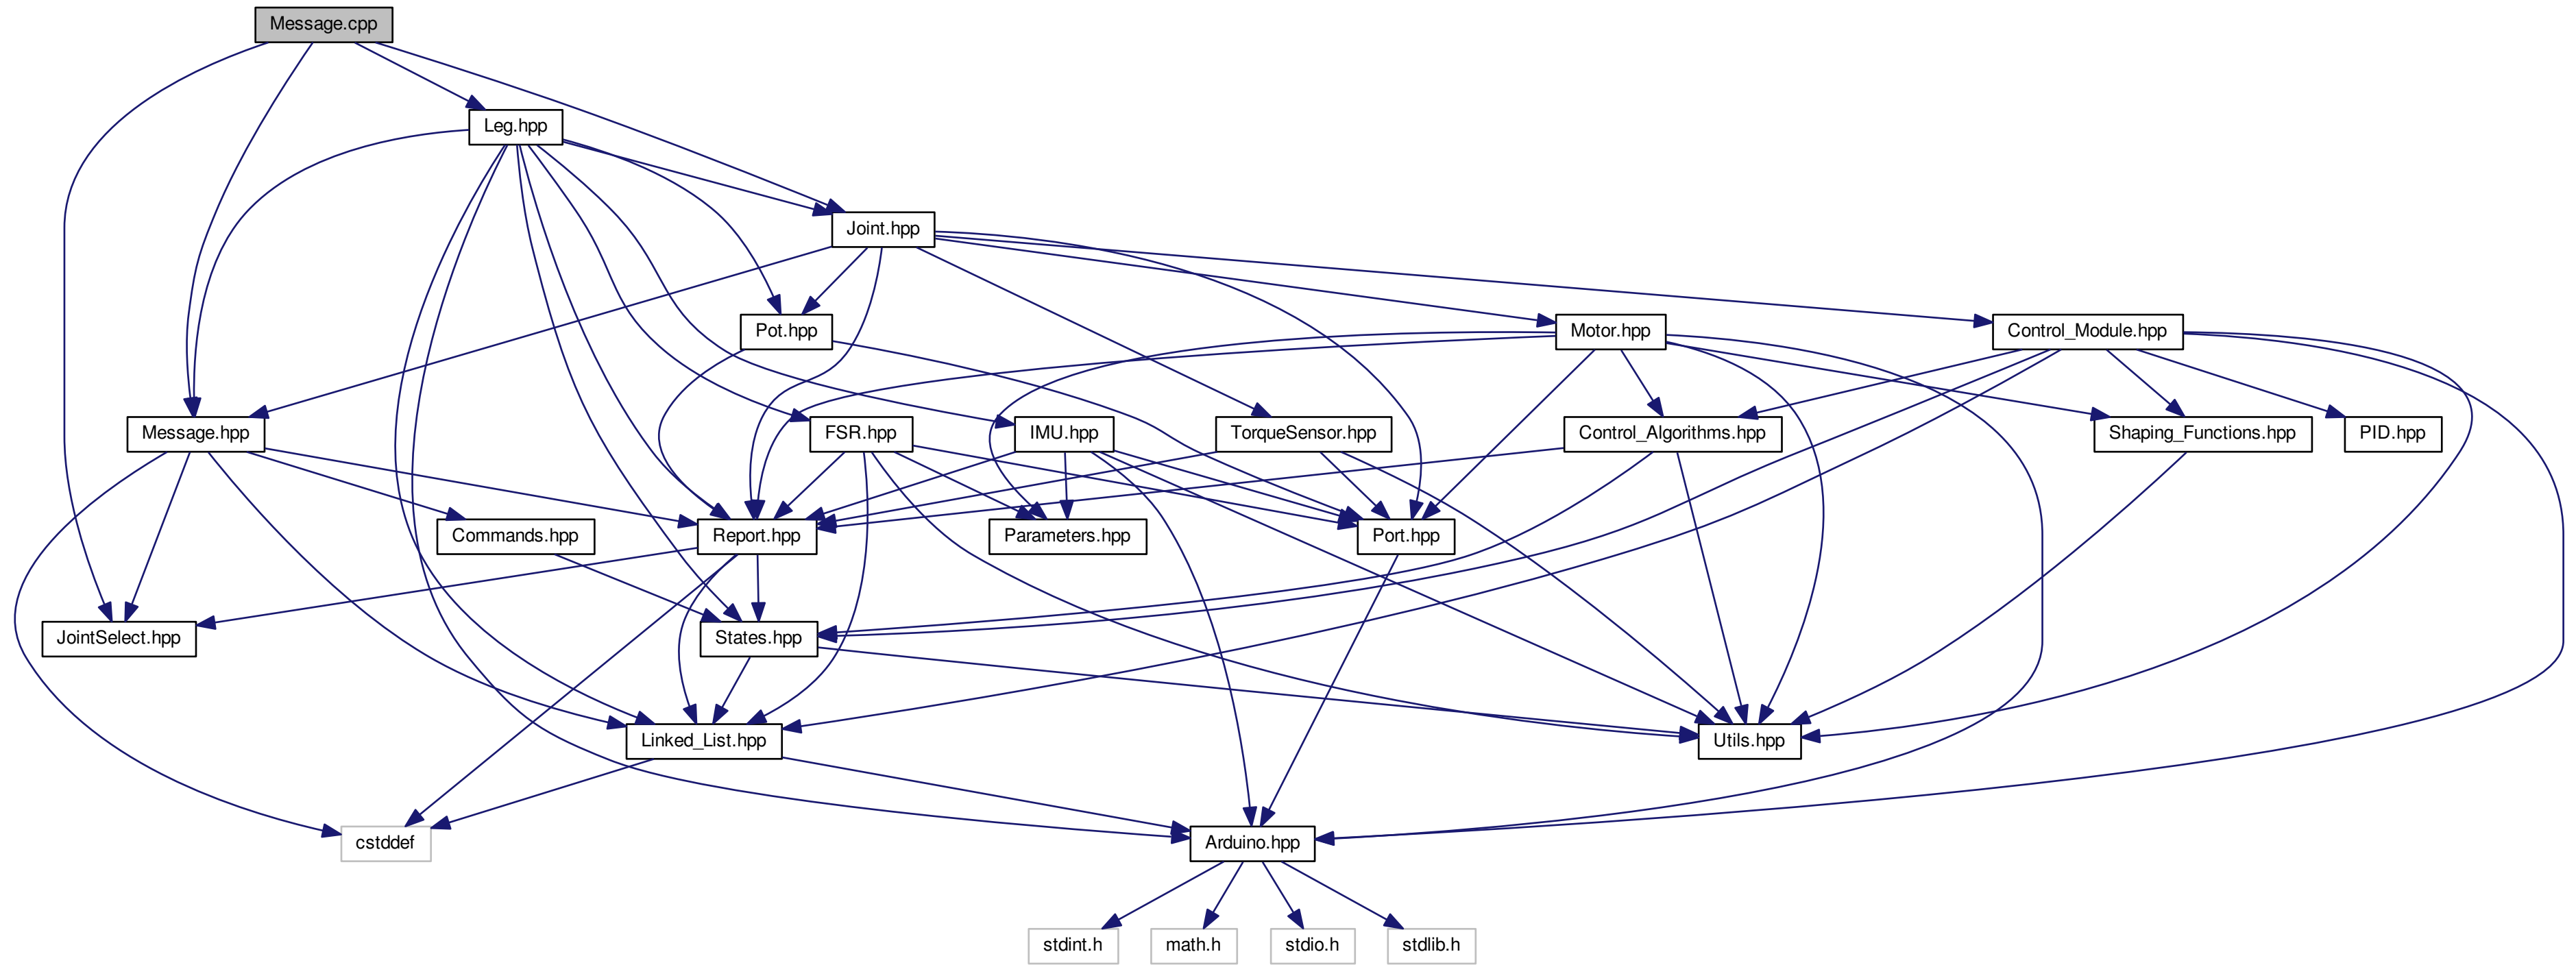 Message.cpp
Leg.hpp
Joint.hpp
Pot.hpp
Motor.hpp
Control_Module.hpp
Message.hpp
FSR.hpp
IMU.hpp
TorqueSensor.hpp
Control_Algorithms.hpp
Shaping_Functions.hpp
PID.hpp
Commands.hpp
Report.hpp
Parameters.hpp
Port.hpp
JointSelect.hpp
States.hpp
Linked_List.hpp
Utils.hpp
cstddef
Arduino.hpp
stdint.h
math.h
stdio.h
stdlib.h